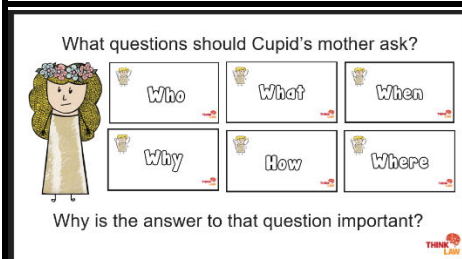 What questions should Cupid's mother ask?
Who
What
When
Why
How
Where
Why is the answer to that question important?
THINK
LAW